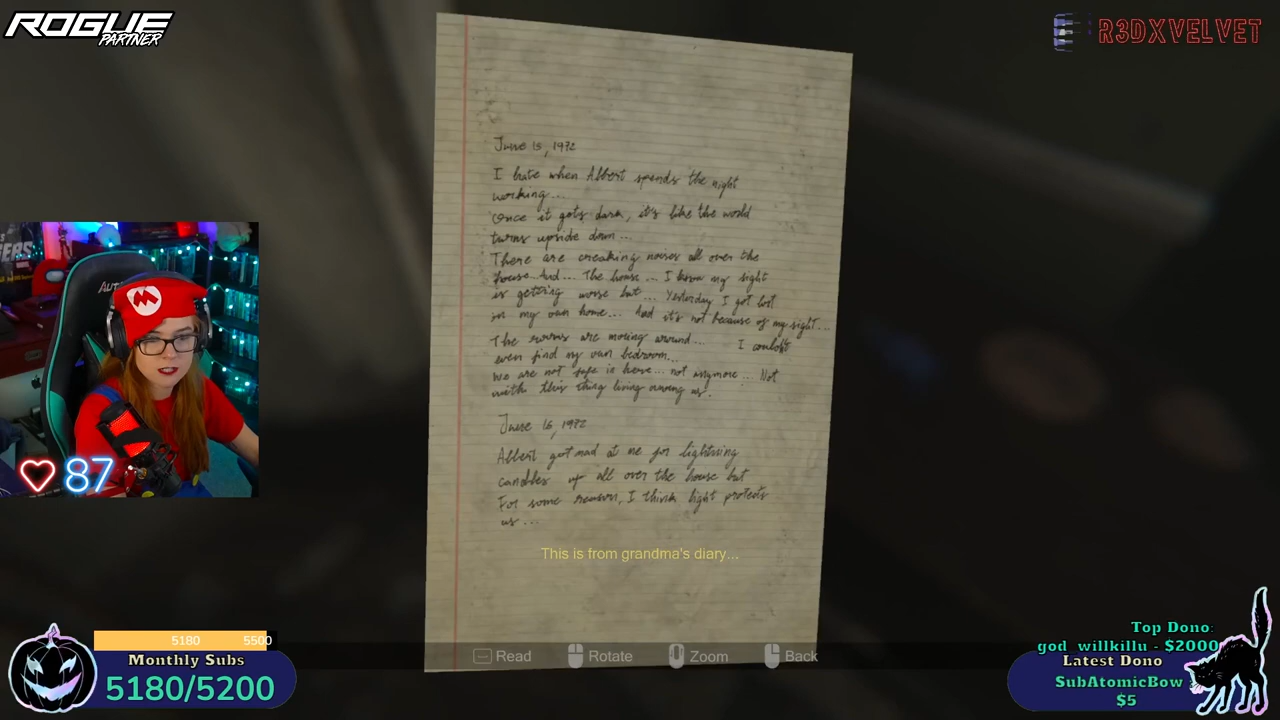 ROGUE
PARTNER
R3DXVELVET
June 15, 1972
I hate when Albert spends the night
working...
Once it gets dark, it's like the world
turns upside down...
There are creaking noises all over the
house. And... The house... I know my sight
is getting worse but... Yesterday I got lost
in my own home... And it's not because of my sight...
The rooms are moving around... I couldn't
even find my own bedroom...
We are not safe in here... not anymore... Not
with this thing living among us.
June 16, 1972
Albert got mad at me for lightning
candles up all over the house but
For some reason, I think light protects
us...
This is from grandma's diary...
Read
Rotate
Zoom
Back
87
5180
5500
Monthly Subs
5180/5200
Top Dono:
god_willkillu - $2000
Latest Dono
SubAtomicBow
$5